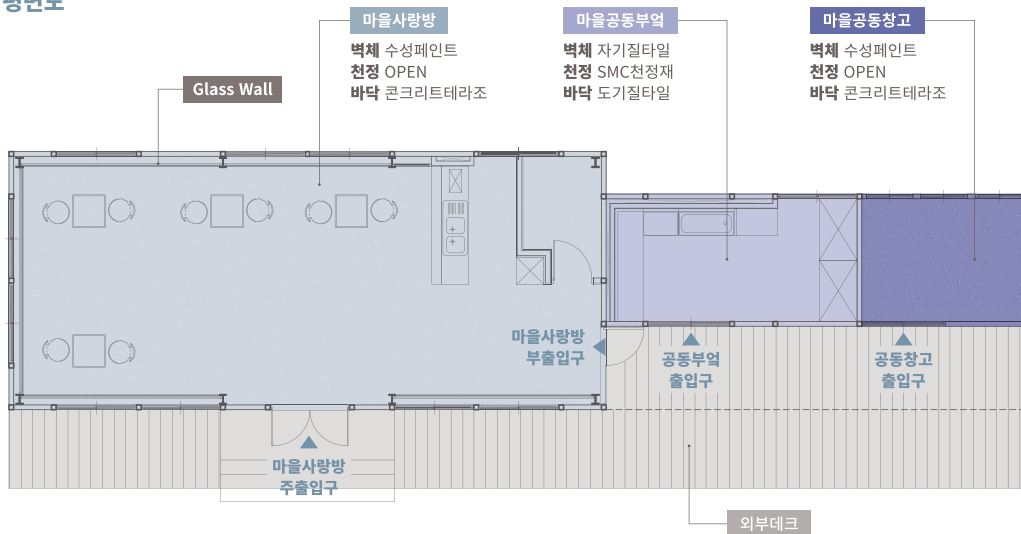 평면도
마을사랑방
벽체 수성페인트
천정 OPEN
바닥 콘크리트테라조
마을공동부엌
벽체 자기질타일
천정 SMC천정재
바닥 도기질타일
마을공동창고
벽체 수성페인트
천정 OPEN
바닥 콘크리트테라조
Glass Wall
마을사랑방
부출입구
공동부엌
출입구
공동창고
출입구
마을사랑방
주출입구
외부데크